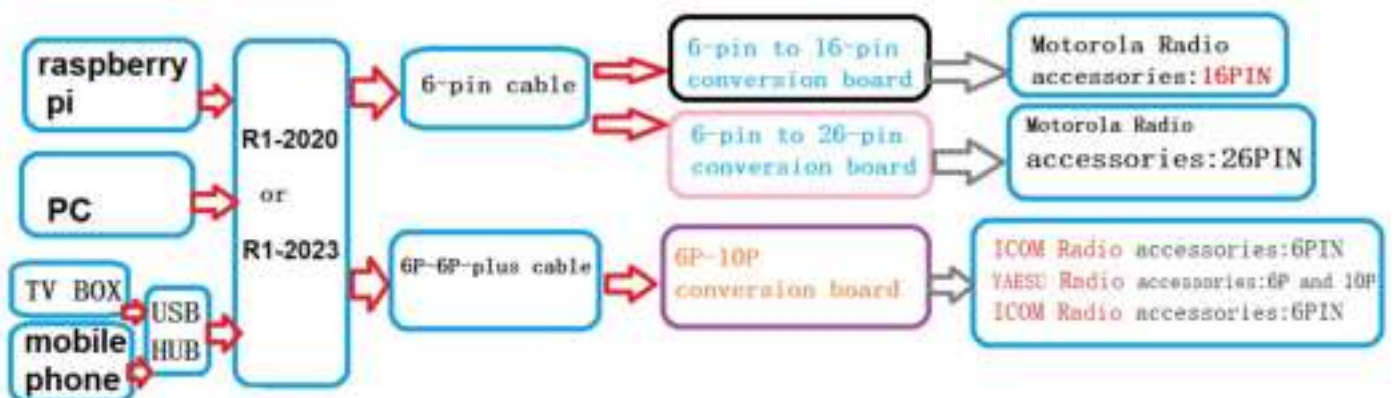 raspberry
pi
PC
TV BOX
mobile
phone
USB
HUB
R1-2020
or
R1-2023
6-pin cable
6P-6P-plus cable
6-pin to 16-pin
conversion board
6-pin to 26-pin
conversion board
6P-10P
conversion board
Motorola Radio
accessories:16PIN
Motorola Radio
accessories:26PIN
ICOM Radio accessories:6PIN
YAESU Radio accessories:6P and 10P
ICOM Radio accessories:6PIN